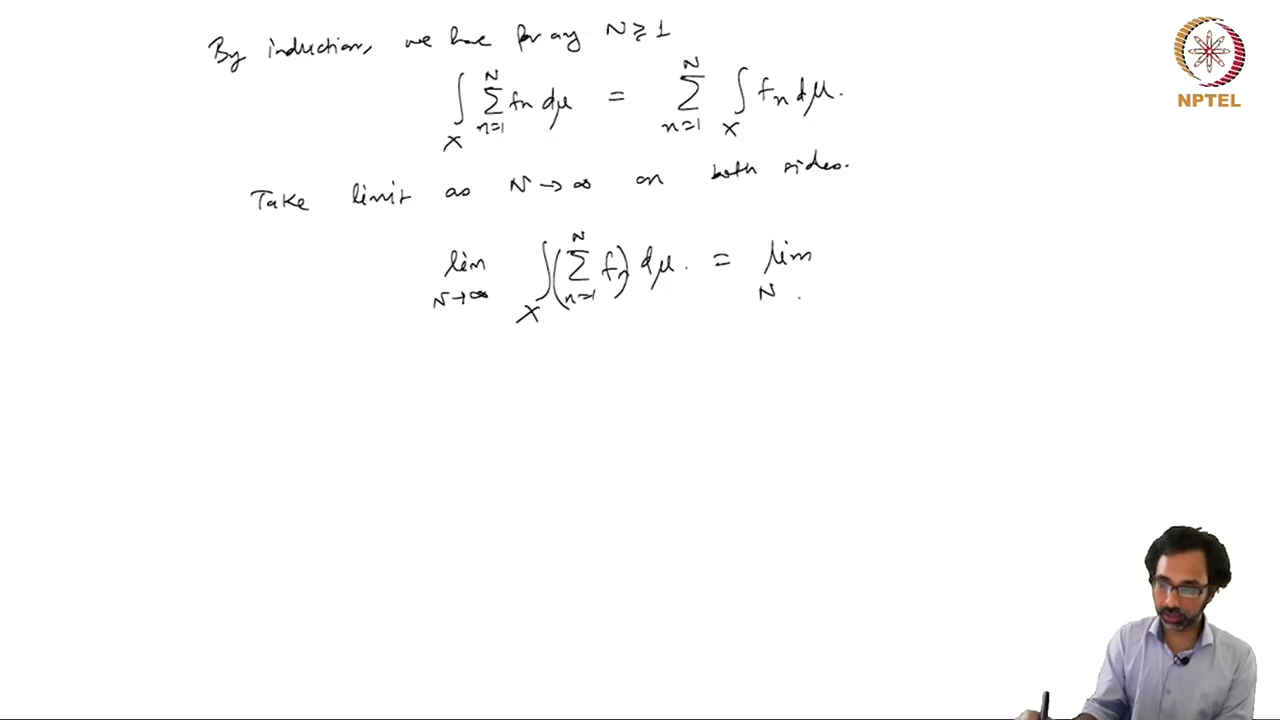 By induction, we have for any N ≥ 1
∫_X ∑_{n=1}^{N} f_n dμ = ∑_{n=1}^{N} ∫_X f_n dμ.
Take limit as N → ∞ on both sides.
lim_{N→∞} ∫_X (∑_{n=1}^{N} f_n) dμ. = lim_N .
NPTEL